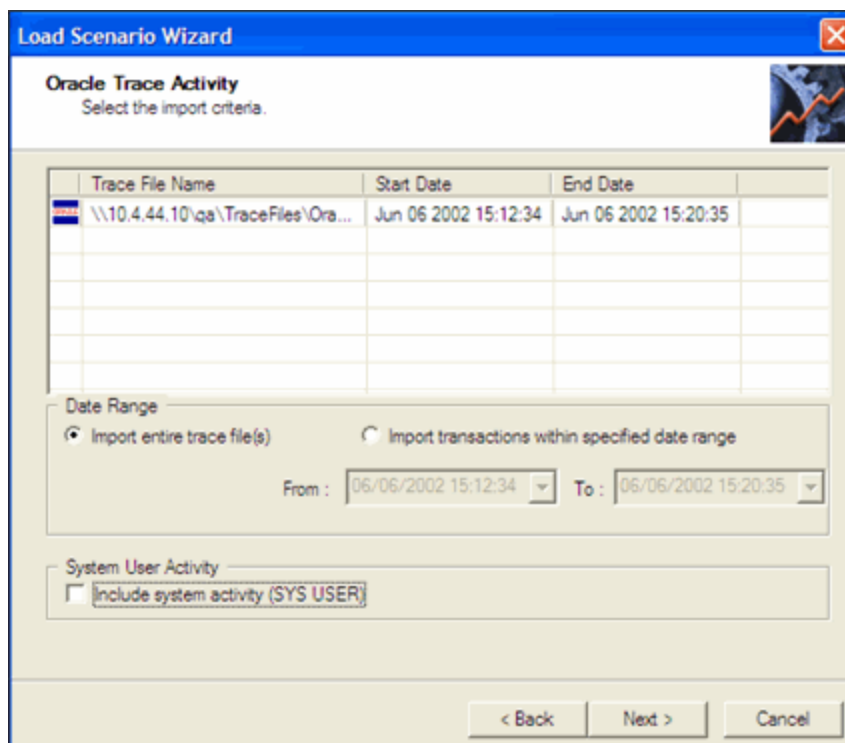 Load Scenario Wizard
Oracle Trace Activity
Select the import criteria.
Trace File Name Start Date End Date
\\10.4.44.10\qa\TraceFiles\Ora... Jun 06 2002 15:12:34 Jun 06 2002 15:20:35
Date Range
Import entire trace file(s) Import transactions within specified date range
From : 06/06/2002 15:12:34 To : 06/06/2002 15:20:35
System User Activity
Include system activity (SYS USER)
< Back Next > Cancel